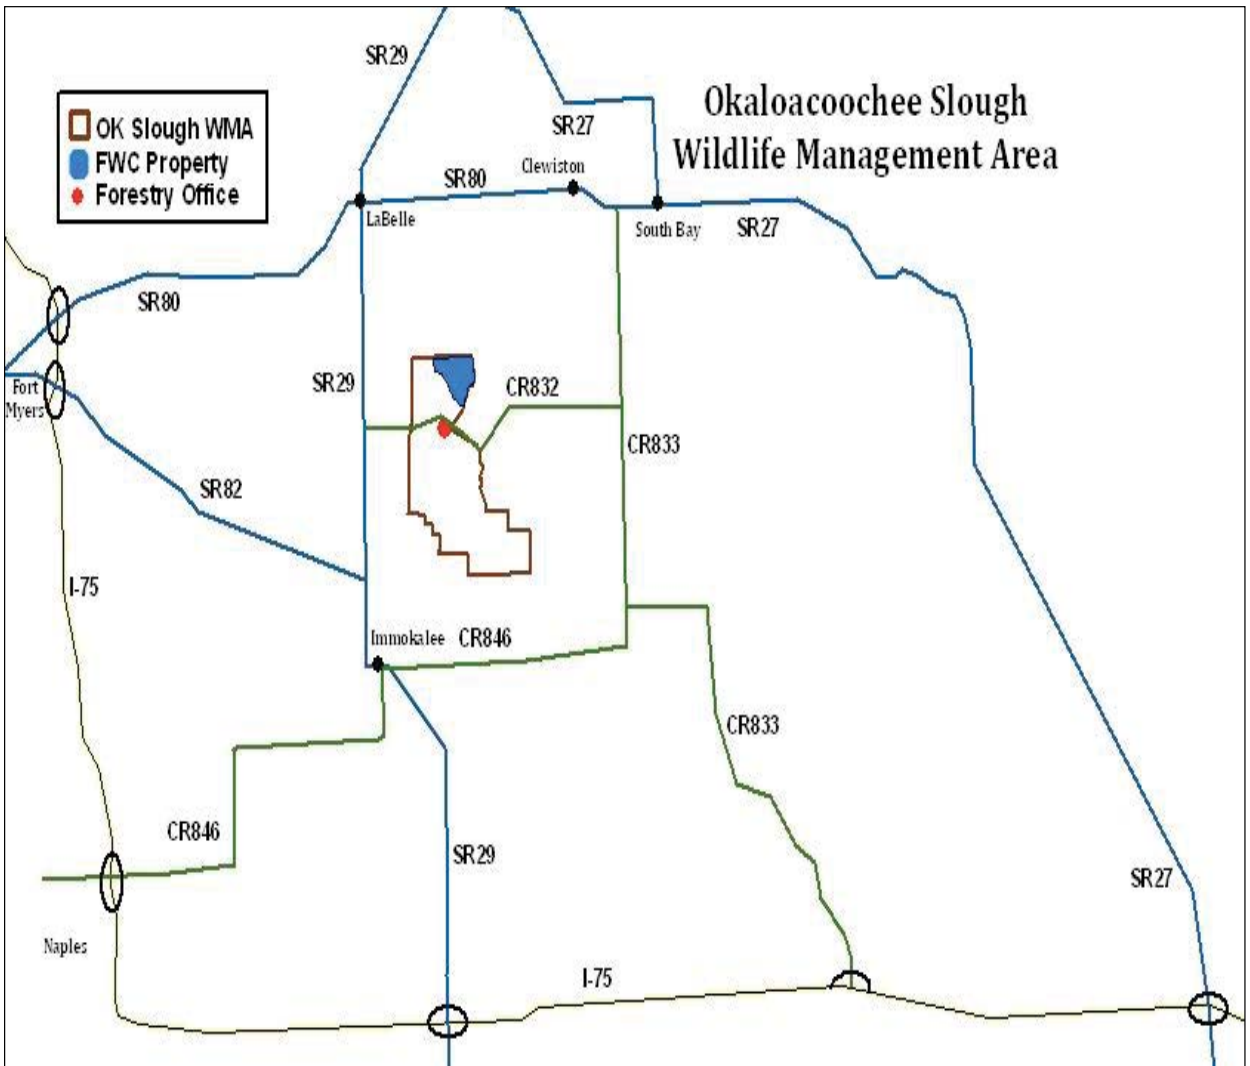 SR29
Okaloacoochee Slough
Wildlife Management Area
OK Slough WMA
FWC Property
Forestry Office
SR27
Clewiston
SR80
LaBelle
South Bay
SR27
SR80
SR29
CR832
Fort
Myers
CR833
SR82
I-75
Immokalee
CR846
CR833
CR846
SR29
SR27
Naples
I-75